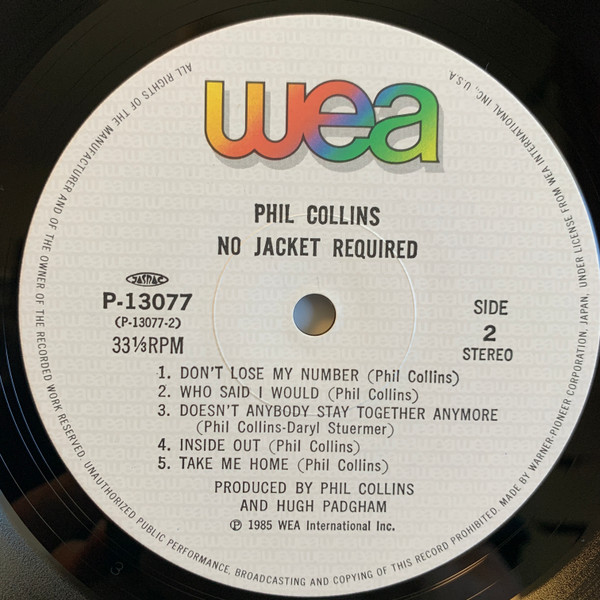 wea
PHIL COLLINS
NO JACKET REQUIRED
JASRAC
P-13077
(P-13077-2)
33⅓RPM
SIDE
2
STEREO
1. DON'T LOSE MY NUMBER (Phil Collins)
2. WHO SAID I WOULD (Phil Collins)
3. DOESN'T ANYBODY STAY TOGETHER ANYMORE
(Phil Collins-Daryl Stuermer)
4. INSIDE OUT (Phil Collins)
5. TAKE ME HOME (Phil Collins)
PRODUCED BY PHIL COLLINS
AND HUGH PADGHAM
Ⓟ 1985 WEA International Inc.
ALL RIGHTS OF THE MANUFACTURER AND OF THE OWNER OF THE RECORDED WORK RESERVED. UNAUTHORIZED PUBLIC PERFORMANCE, BROADCASTING AND COPYING OF THIS RECORD PROHIBITED. MADE BY WARNER-PIONEER CORPORATION, JAPAN, UNDER LICENSE FROM WEA INTERNATIONAL INC., U.S.A
3